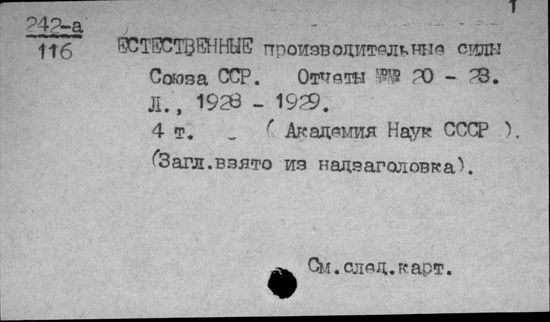 1
242-а
116
ЕСТЕСТВЕННЫЕ производительные силы
Союза ССР. Отчеты №№ 20 - 23.
Л., 1928 - 1929.
4 т. - ( Академия Наук СССР ).
(Загл.взято из надзаголовка).
См.след.карт.